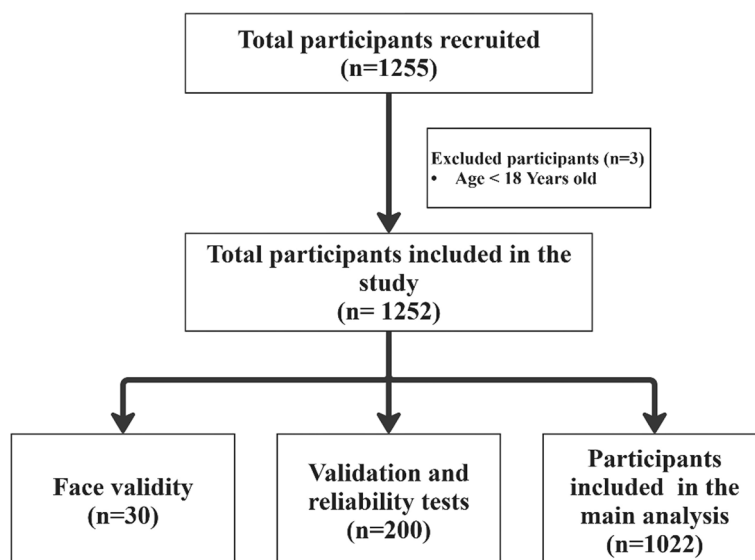 Total participants recruited
(n=1255)
Excluded participants (n=3)
• Age < 18 Years old
Total participants included in the
study
(n= 1252)
Face validity
(n=30)
Validation and
reliability tests
(n=200)
Participants
included in the
main analysis
(n=1022)